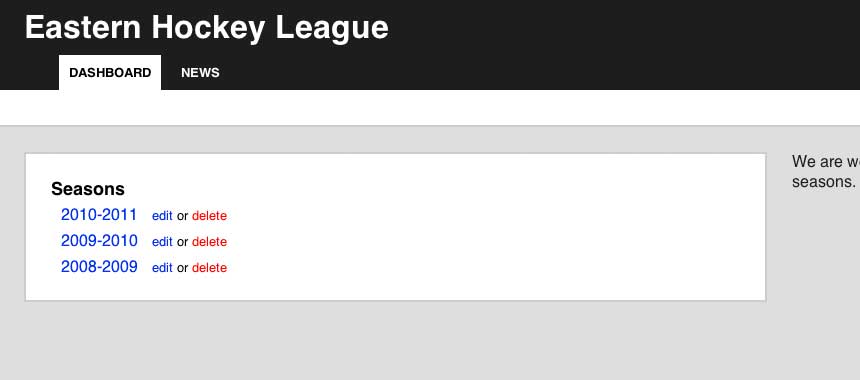 Eastern Hockey League
DASHBOARD NEWS
Seasons
2010-2011 edit or delete
2009-2010 edit or delete
2008-2009 edit or delete
We are
seasons.